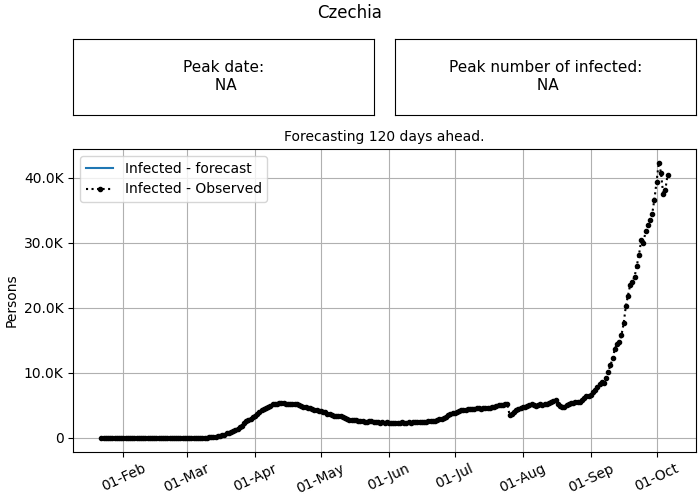 Czechia
Peak date:
NA
Peak number of infected:
NA
Forecasting 120 days ahead.
Infected - forecast
Infected - Observed
40.0K
30.0K
20.0K
10.0K
0
Persons
01-Feb
01-Mar
01-Apr
01-May
01-Jun
01-Jul
01-Aug
01-Sep
01-Oct